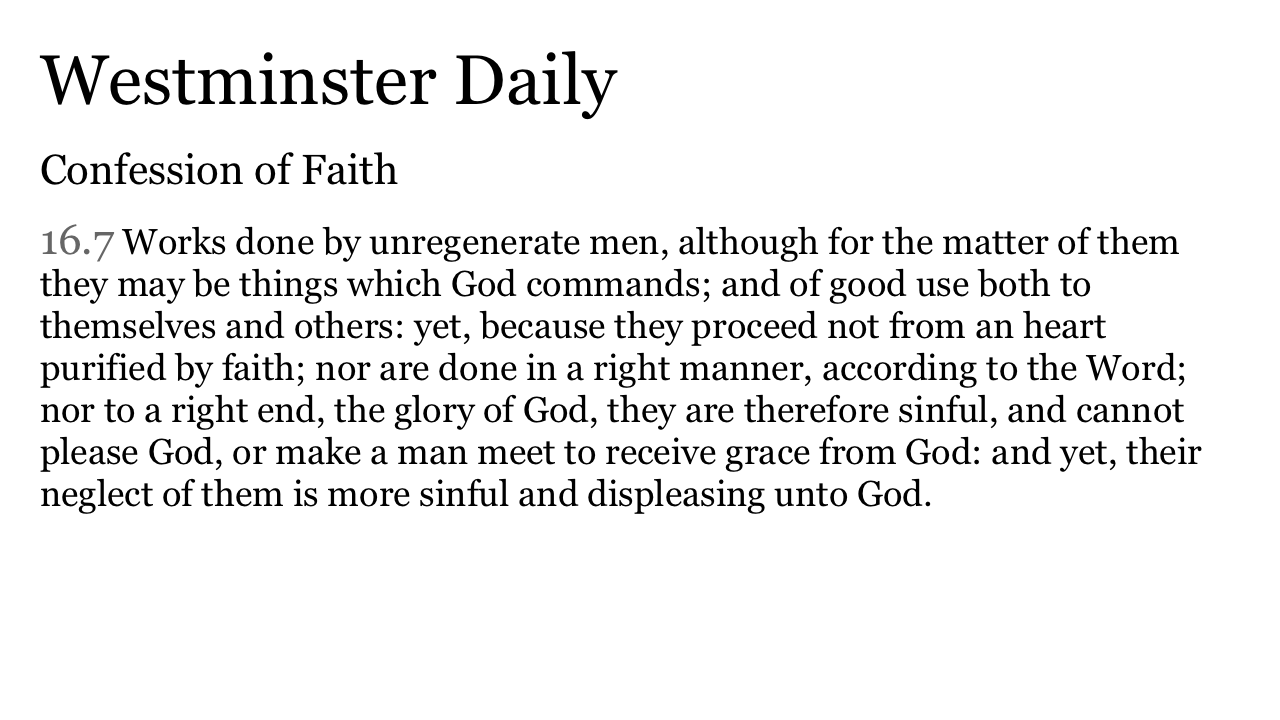 Westminster Daily
Confession of Faith
16.7 Works done by unregenerate men, although for the matter of them
they may be things which God commands; and of good use both to
themselves and others: yet, because they proceed not from an heart
purified by faith; nor are done in a right manner, according to the Word;
nor to a right end, the glory of God, they are therefore sinful, and cannot
please God, or make a man meet to receive grace from God: and yet, their
neglect of them is more sinful and displeasing unto God.